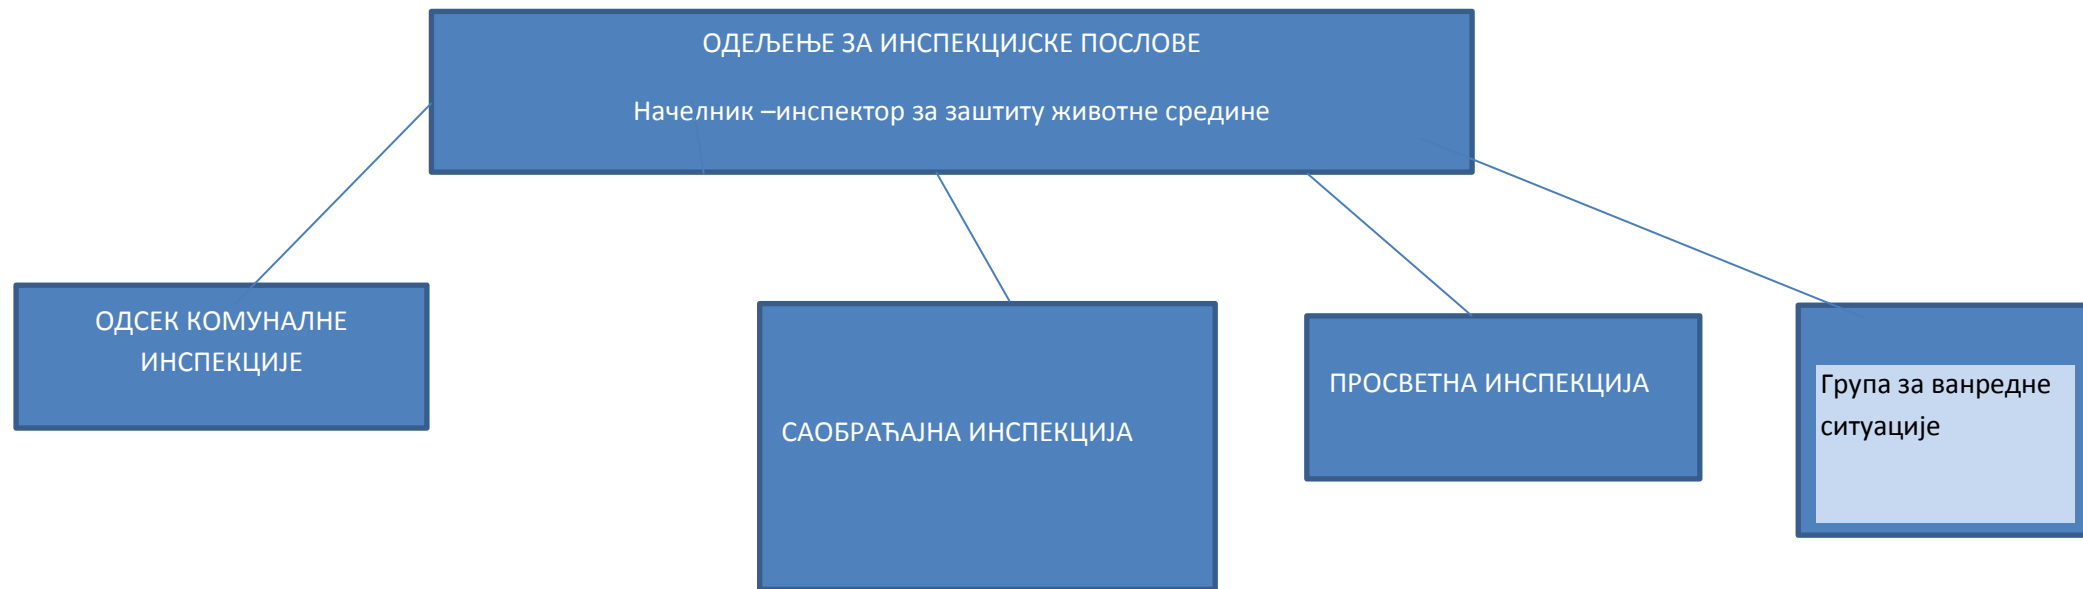 ОДЕЉЕЊЕ ЗА ИНСПЕКЦИЈСКЕ ПОСЛОВЕ
Начелник –инспектор за заштиту животне средине
ОДСЕК КОМУНАЛНЕ
ИНСПЕКЦИЈЕ
САОБРАЋАЈНА ИНСПЕКЦИЈА
ПРОСВЕТНА ИНСПЕКЦИЈА
Група за ванредне
ситуације